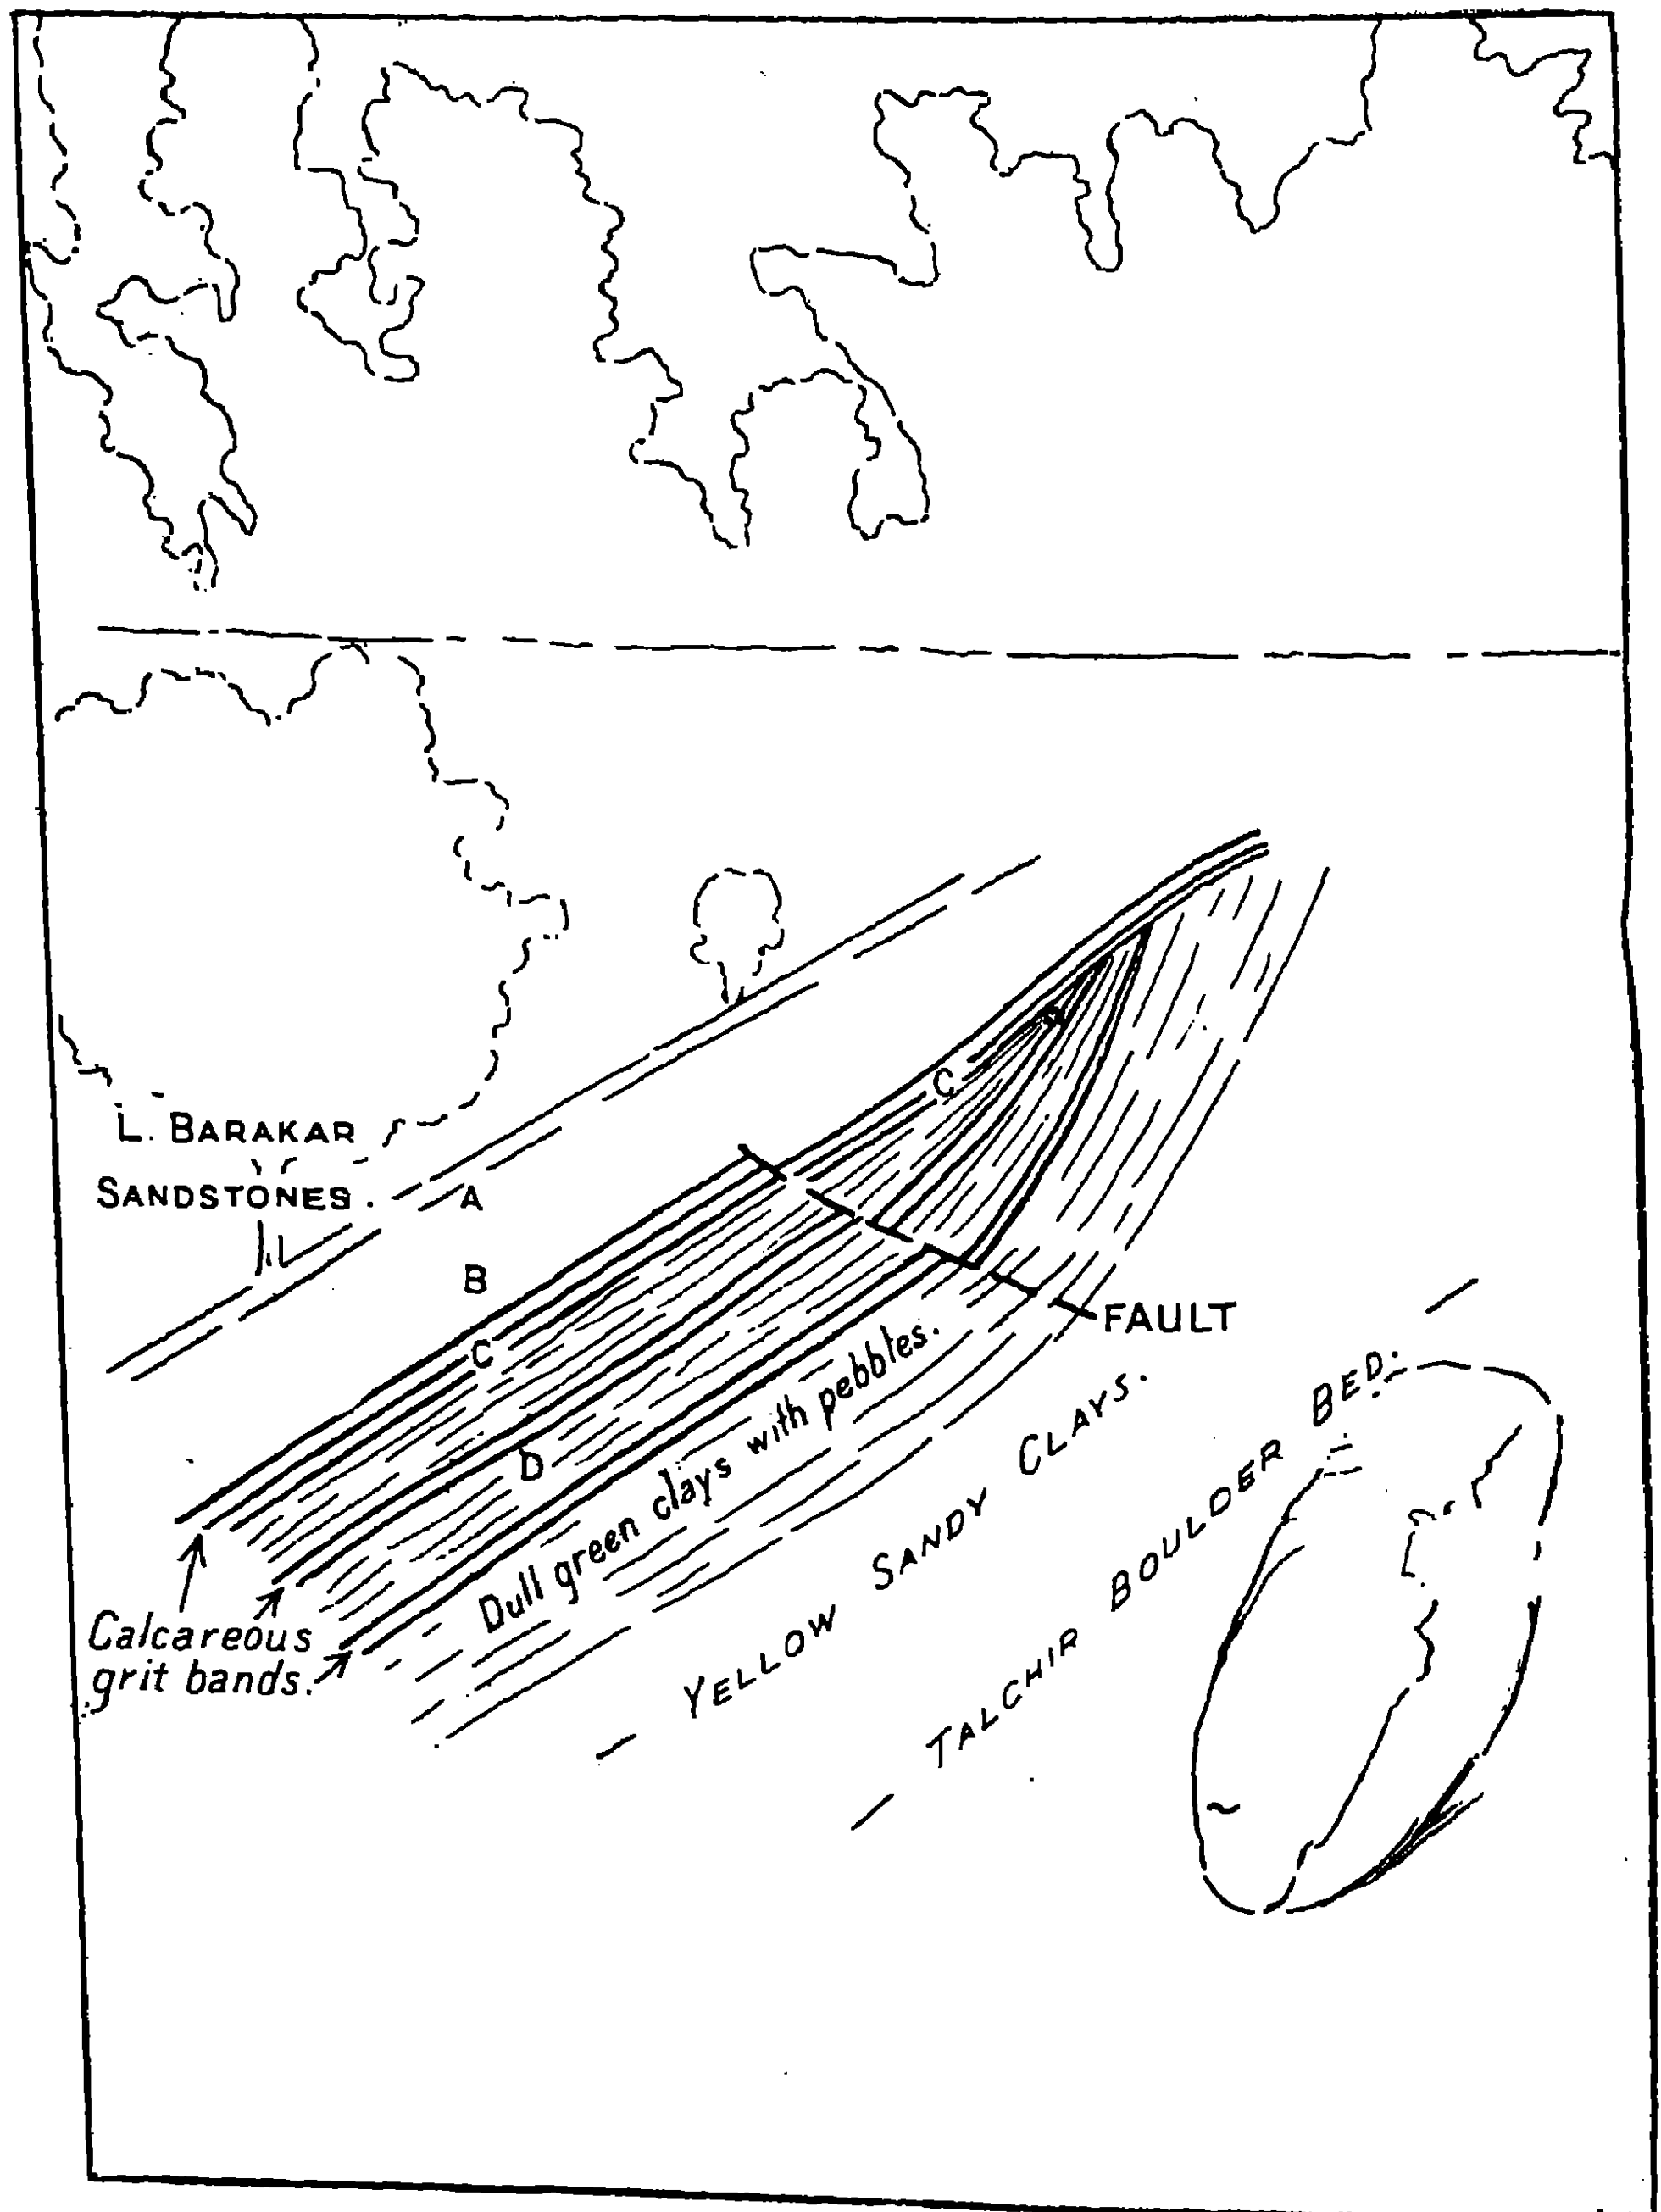 L. BARAKAR
SANDSTONES.
A
B
C
C
D
FAULT
Calcareous
grit bands.
Dull green clays with pebbles.
YELLOW SANDY CLAYS.
TALCHIR BOULDER BED.